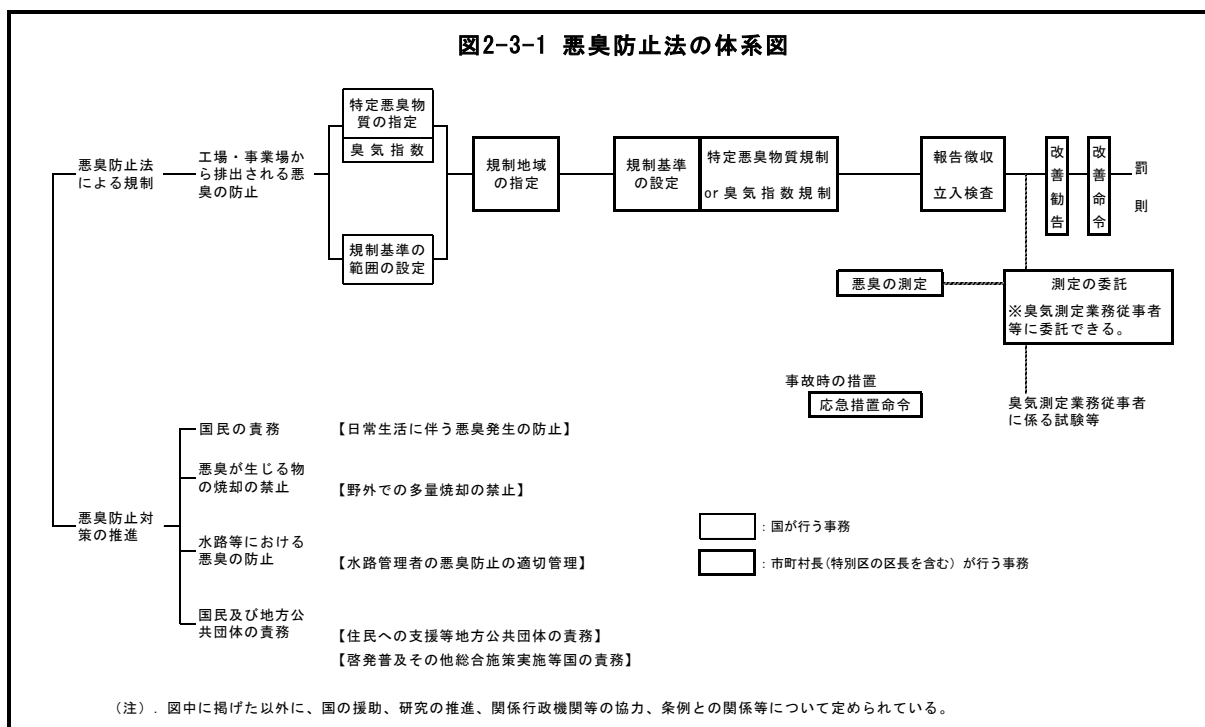 図2-3-1 悪臭防止法の体系図
悪臭防止法
による規制
工場・事業場か
ら排出される悪
臭の防止
特定悪臭物
質の指定
臭気指数
規制基準の
範囲の設定
規制地域
の指定
規制基準
の設定
特定悪臭物質規制
or臭気指数規制
報告徴収
立入検査
改善勧告
改善命令
罰則
悪臭の測定
測定の委託
※臭気測定業務従事者
等に委託できる。
事故時の措置
応急措置命令
臭気測定業務従事者
に係る試験等
悪臭防止対
策の推進
国民の責務
【日常生活に伴う悪臭発生の防止】
悪臭が生じる物
の焼却の禁止
【野外での多量焼却の禁止】
水路等における
悪臭の防止
【水路管理者の悪臭防止の適切管理】
国民及び地方公
共団体の責務
【住民への支援等地方公共団体の責務】
【啓発普及その他総合施策実施等国の責務】
：国が行う事務
：市町村長(特別区の区長を含む）が行う事務
（注）．図中に掲げた以外に、国の援助、研究の推進、関係行政機関等の協力、条例との関係等について定められている。